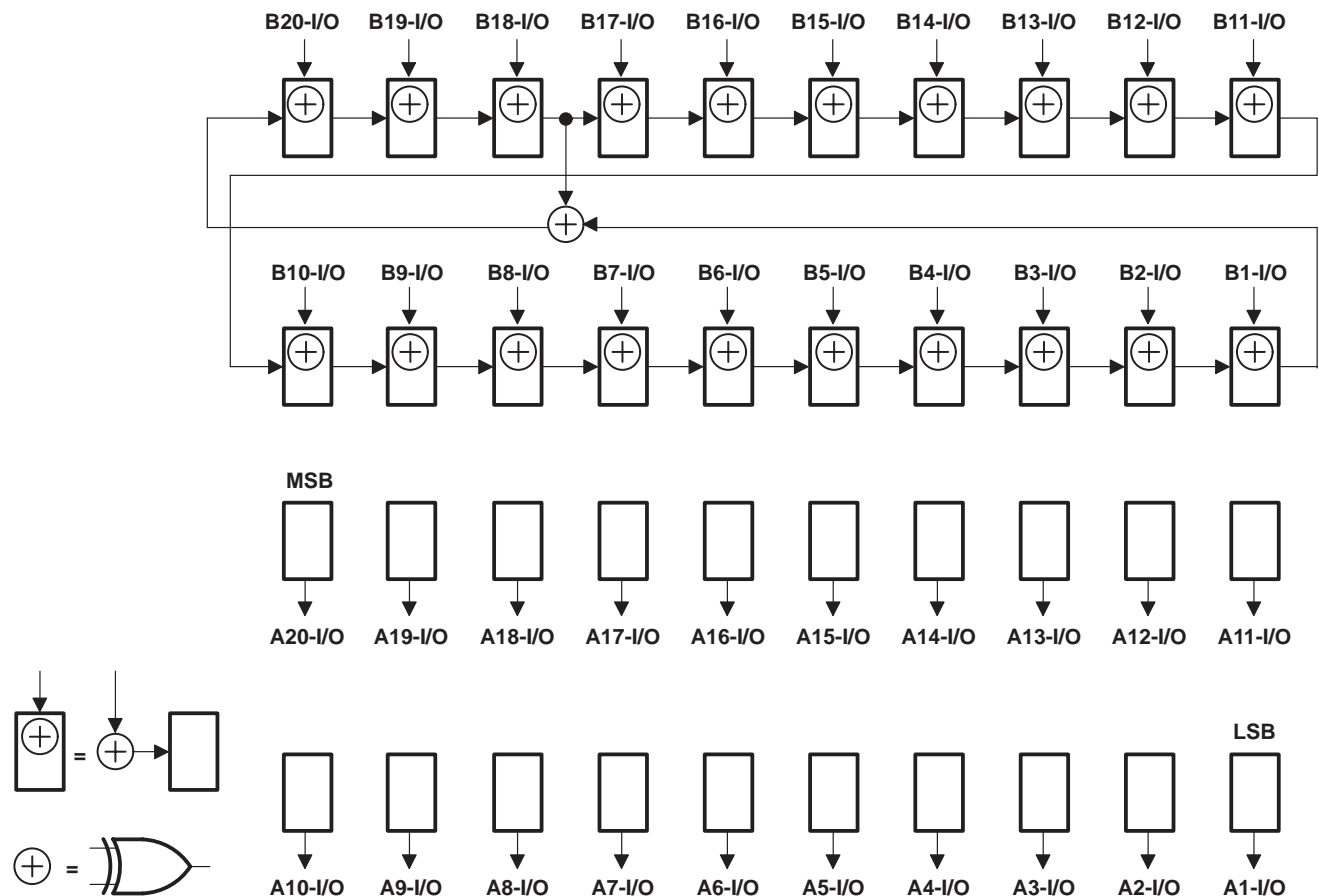 B20-I/O B19-I/O B18-I/O B17-I/O B16-I/O B15-I/O B14-I/O B13-I/O B12-I/O B11-I/O
B10-I/O B9-I/O B8-I/O B7-I/O B6-I/O B5-I/O B4-I/O B3-I/O B2-I/O B1-I/O
MSB
A20-I/O A19-I/O A18-I/O A17-I/O A16-I/O A15-I/O A14-I/O A13-I/O A12-I/O A11-I/O
LSB
=
=
A10-I/O A9-I/O A8-I/O A7-I/O A6-I/O A5-I/O A4-I/O A3-I/O A2-I/O A1-I/O